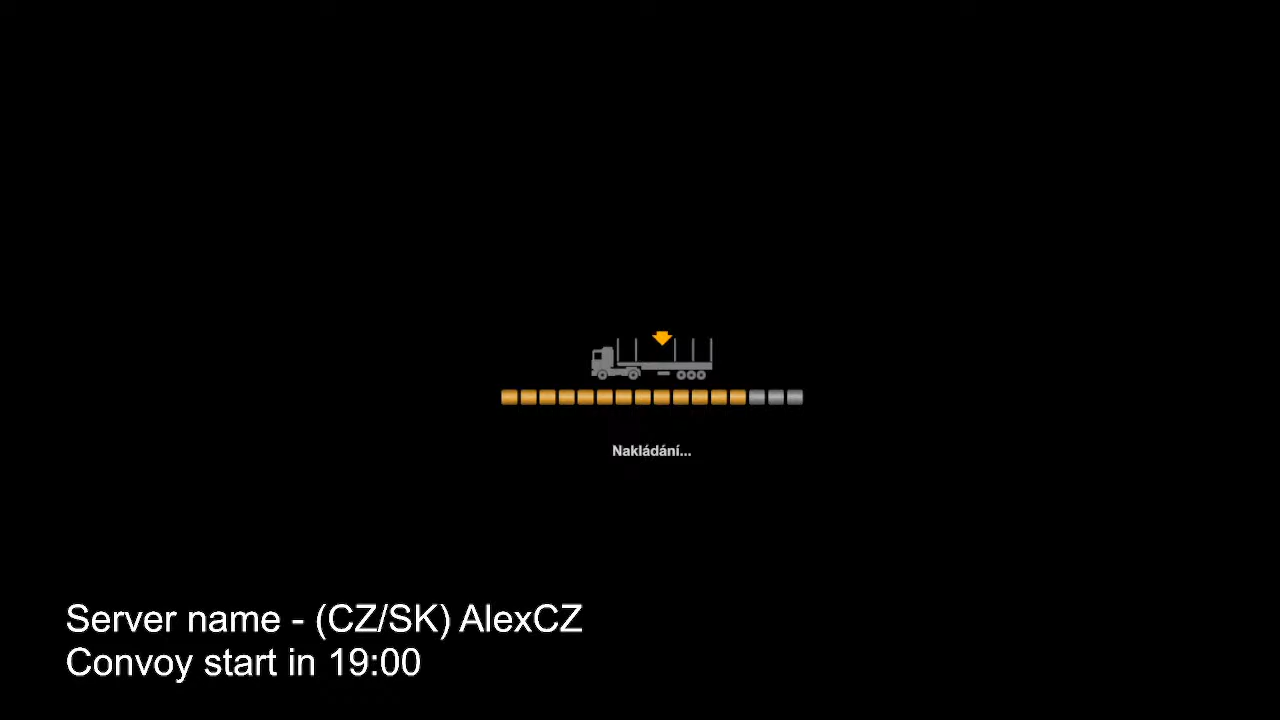 Nakládání...
Server name - (CZ/SK) AlexCZ
Convoy start in 19:00